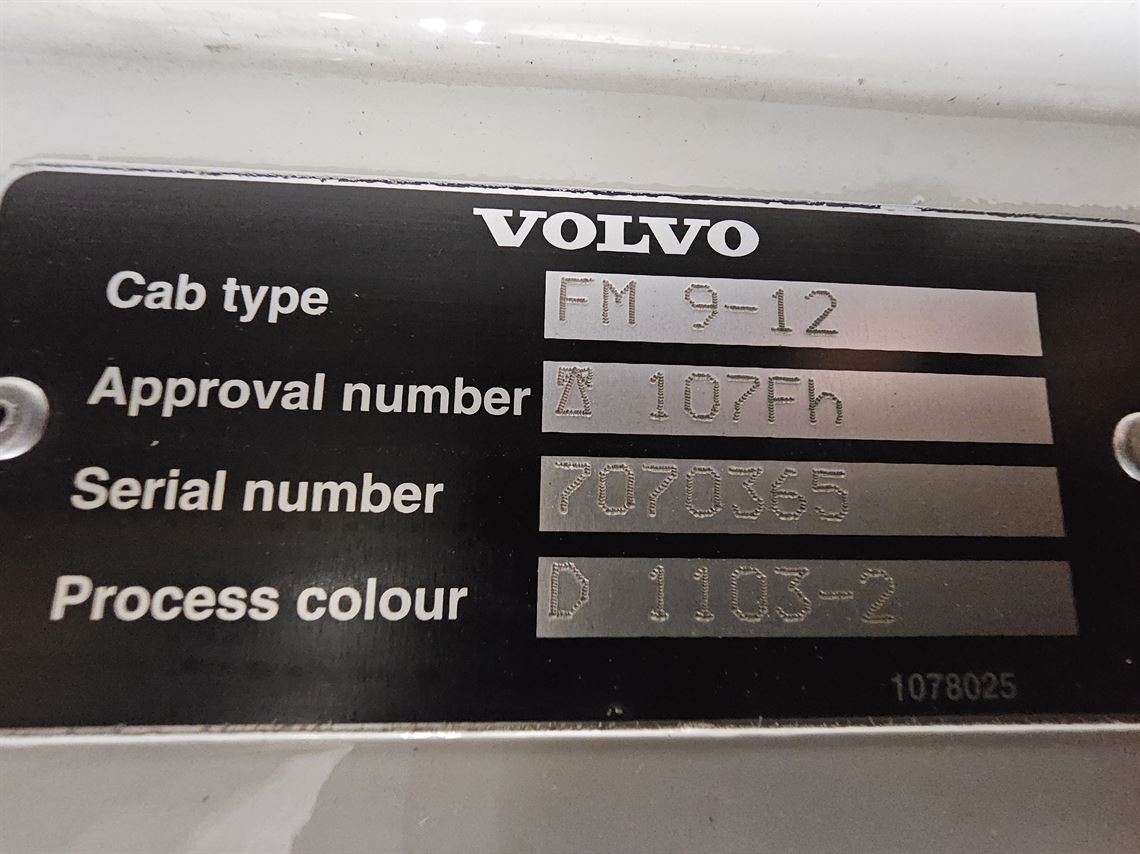 VOLVO
Cab type FM 9-12
Approval number 107Fh
Serial number 7070365
Process colour D 1103-2
1078025